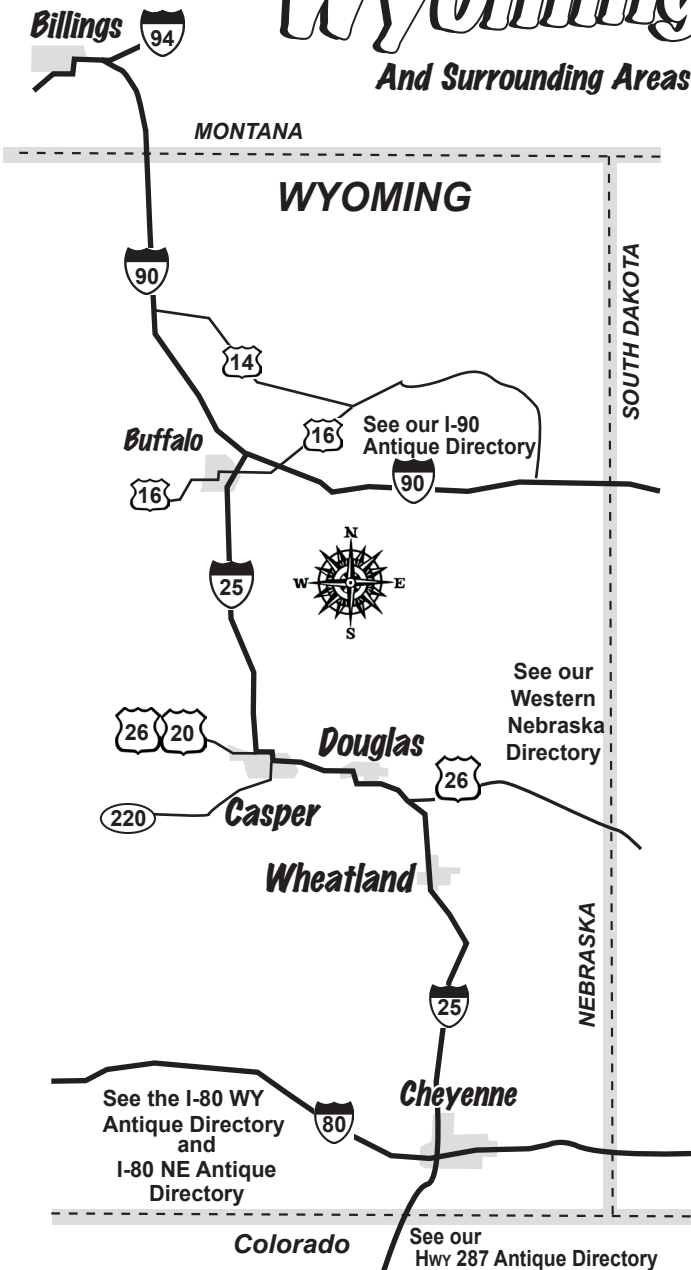 Wyoming
And Surrounding Areas
Billings
94
MONTANA
WYOMING
90
SOUTH DAKOTA
14
16
See our I-90
Antique Directory
Buffalo
16
90
N
W E
S
25
See our
Western
Nebraska
Directory
26 20
Douglas
26
220
Casper
Wheatland
NEBRASKA
25
Cheyenne
See the I-80 WY
Antique Directory
and
I-80 NE Antique
Directory
80
Colorado
See our
HWY 287 Antique Directory